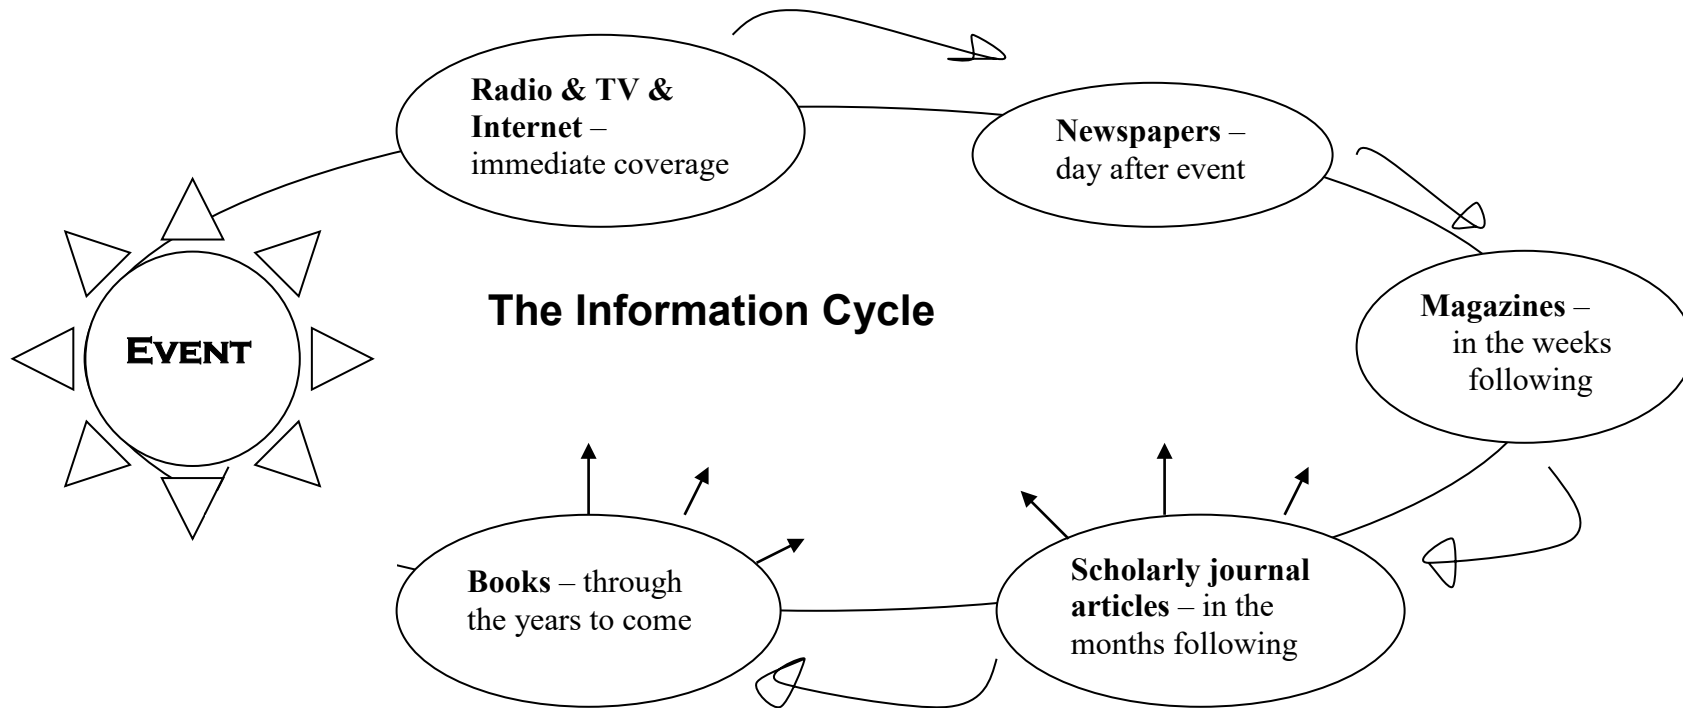 Radio & TV &
Internet –
immediate coverage
Newspapers –
day after event
The Information Cycle
Magazines –
in the weeks
following
EVENT
Books – through
the years to come
Scholarly journal
articles – in the
months following